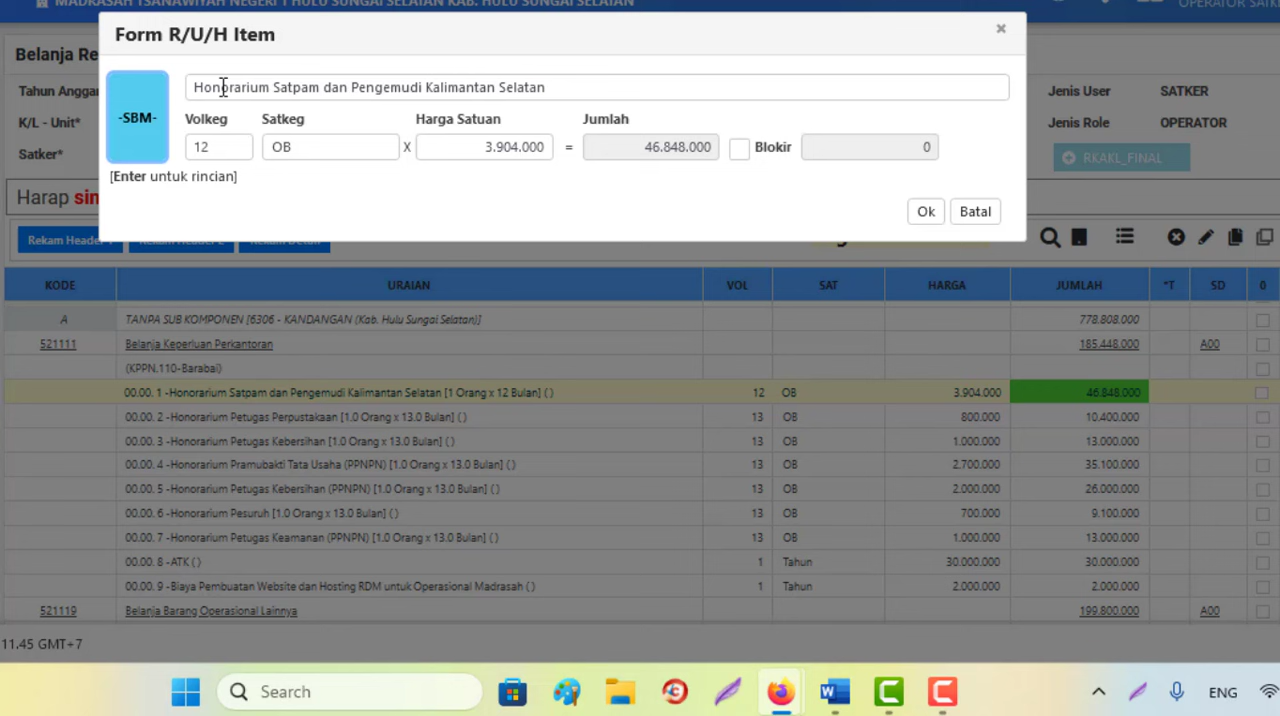 MADRASAH TSANAWIYAH NEGERI 1 HULU SUNGAI SELATAN KAB. HULU SUNGAI SELATAN
OPERATOR SATKE
Form R/U/H Item
×
Belanja Re
-SBM-
Honorarium Satpam dan Pengemudi Kalimantan Selatan
Tahun Anggar
Jenis User SATKER
Volkeg Satkeg Harga Satuan Jumlah
K/L - Unit*
Jenis Role OPERATOR
12 OB X 3.904.000 = 46.848.000 Blokir 0
Satker*
RKAKL_FINAL
[Enter untuk rincian]
Harap sin
Ok Batal
Rekam Header
KODE URAIAN VOL SAT HARGA JUMLAH *T SD 0
A TANPA SUB KOMPONEN [6306 - KANDANGAN (Kab. Hulu Sungai Selatan)] 778.808.000
521111 Belanja Keperluan Perkantoran 185.448.000 A00
(KPPN.110-Barabai)
00.00. 1 -Honorarium Satpam dan Pengemudi Kalimantan Selatan [1 Orang x 12 Bulan] ( ) 12 OB 3.904.000 46.848.000
00.00. 2 -Honorarium Petugas Perpustakaan [1.0 Orang x 13.0 Bulan] ( ) 13 OB 800.000 10.400.000
00.00. 3 -Honorarium Petugas Kebersihan [1.0 Orang x 13.0 Bulan] ( ) 13 OB 1.000.000 13.000.000
00.00. 4 -Honorarium Pramubakti Tata Usaha (PPNPN) [1.0 Orang x 13.0 Bulan] ( ) 13 OB 2.700.000 35.100.000
00.00. 5 -Honorarium Petugas Kebersihan (PPNPN) [1.0 Orang x 13.0 Bulan] ( ) 13 OB 2.000.000 26.000.000
00.00. 6 -Honorarium Pesuruh [1.0 Orang x 13.0 Bulan] ( ) 13 OB 700.000 9.100.000
00.00. 7 -Honorarium Petugas Keamanan (PPNPN) [1.0 Orang x 13.0 Bulan] ( ) 13 OB 1.000.000 13.000.000
00.00. 8 -ATK ( ) 1 Tahun 30.000.000 30.000.000
00.00. 9 -Biaya Pembuatan Website dan Hosting RDM untuk Operasional Madrasah ( ) 1 Tahun 2.000.000 2.000.000
521119 Belanja Barang Operasional Lainnya 199.800.000 A00
11.45 GMT+7
Search
ENG